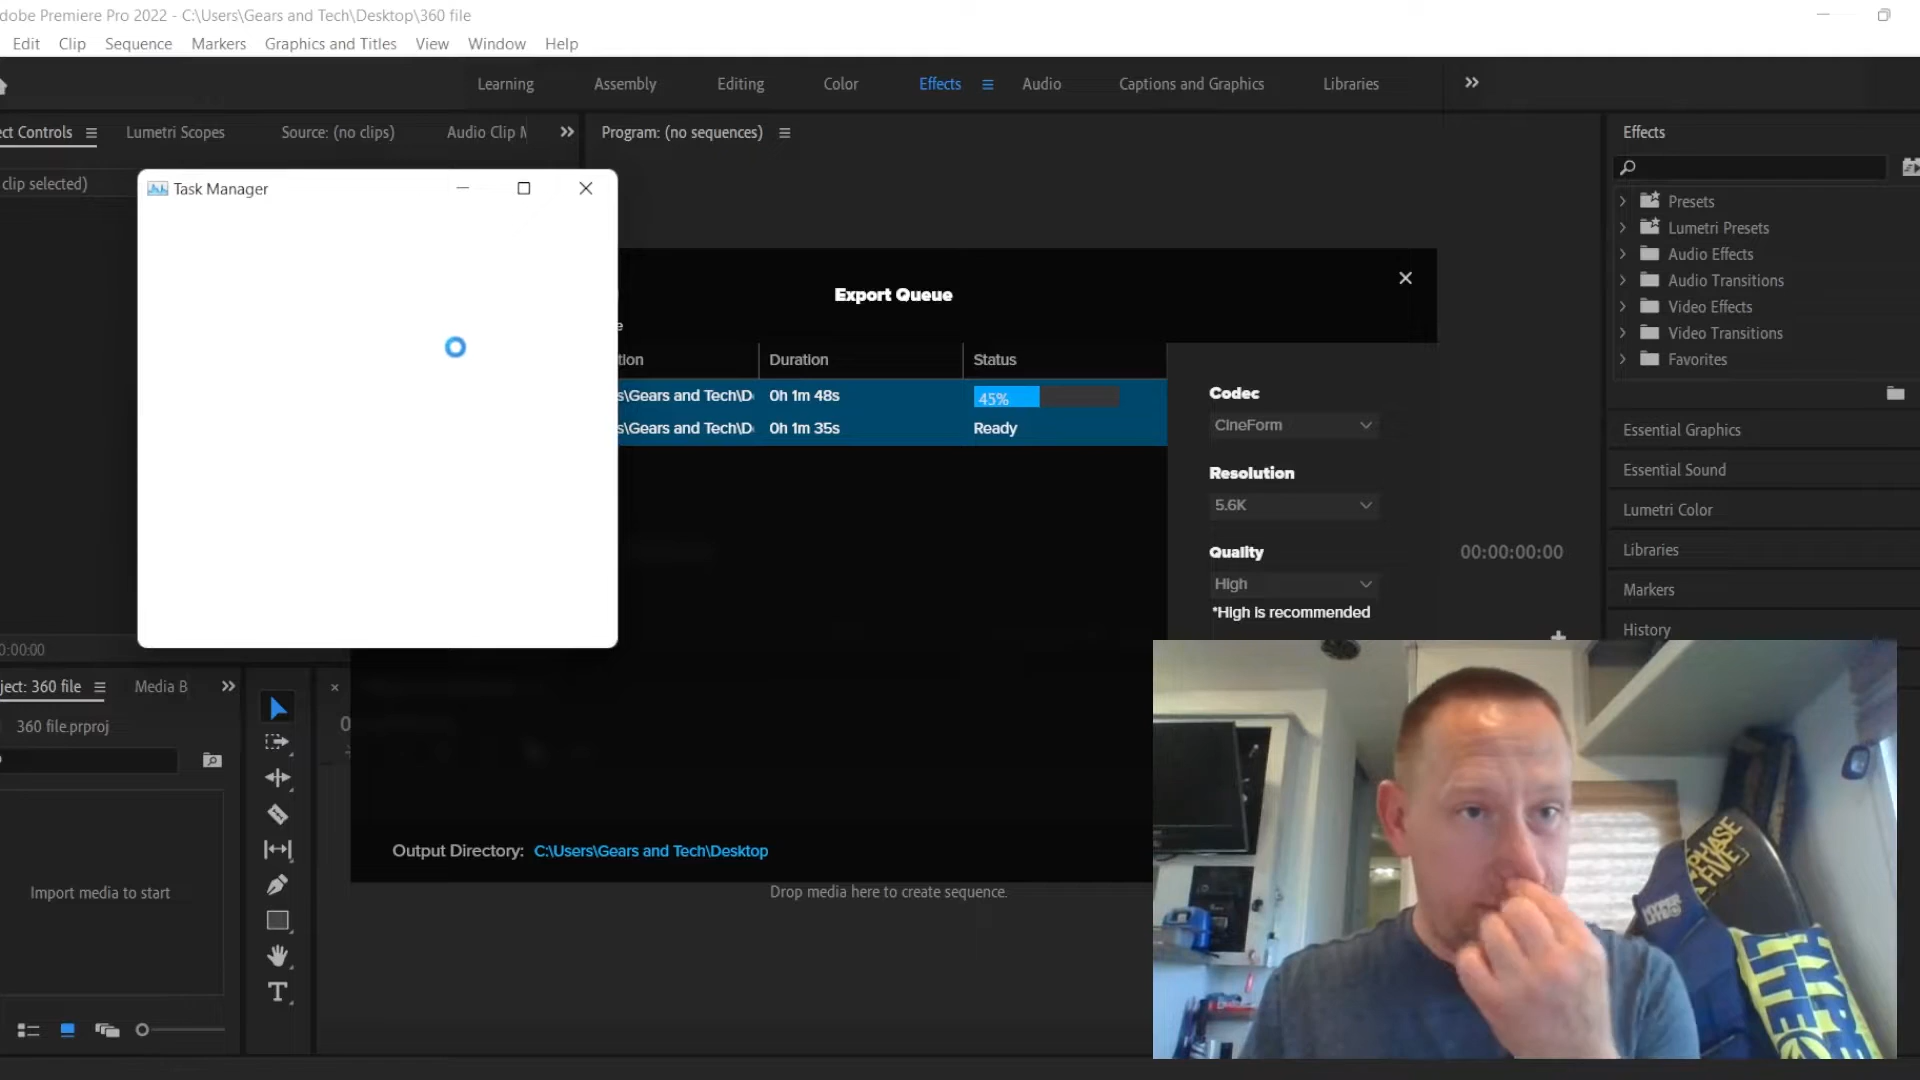 dobe Premiere Pro 2022 - C:\Users\Gears and Tech\Desktop\360 file
Edit Clip Sequence Markers Graphics and Titles View Window Help
Learning Assembly Editing Color Effects Audio Captions and Graphics Libraries
ect Controls Lumetri Scopes Source: (no clips) Audio Clip M Program: (no sequences) Effects
clip selected)
Task Manager
Presets
Lumetri Presets
Audio Effects
Audio Transitions
Video Effects
Video Transitions
Favorites
Export Queue
e
tion Duration Status
s\Gears and Tech\D 0h 1m 48s 45%
s\Gears and Tech\D 0h 1m 35s Ready
Codec
CineForm
Resolution
5.6K
Quality
High
*High is recommended
00:00:00:00
Essential Graphics
Essential Sound
Lumetri Color
Libraries
Markers
History
0:00:00
ject: 360 file Media B
360 file.prproj
0
Import media to start
Output Directory: C:\Users\Gears and Tech\Desktop
Drop media here to create sequence.
PHASE
FIVE
HYPE
LITE